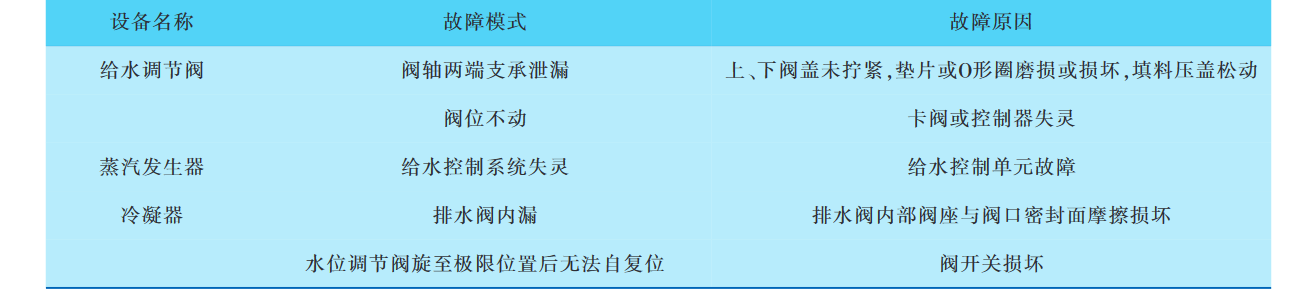 设备名称 故障模式 故障原因
给水调节阀 阀轴两端支承泄漏 上、下阀盖未拧紧,垫片或O形圈磨损或损坏,填料压盖松动
阀位不动 卡阀或控制器失灵
蒸汽发生器 给水控制系统失灵 给水控制单元故障
冷凝器 排水阀内漏 排水阀内部阀座与阀口密封面摩擦损坏
水位调节阀旋至极限位置后无法自复位 阀开关损坏